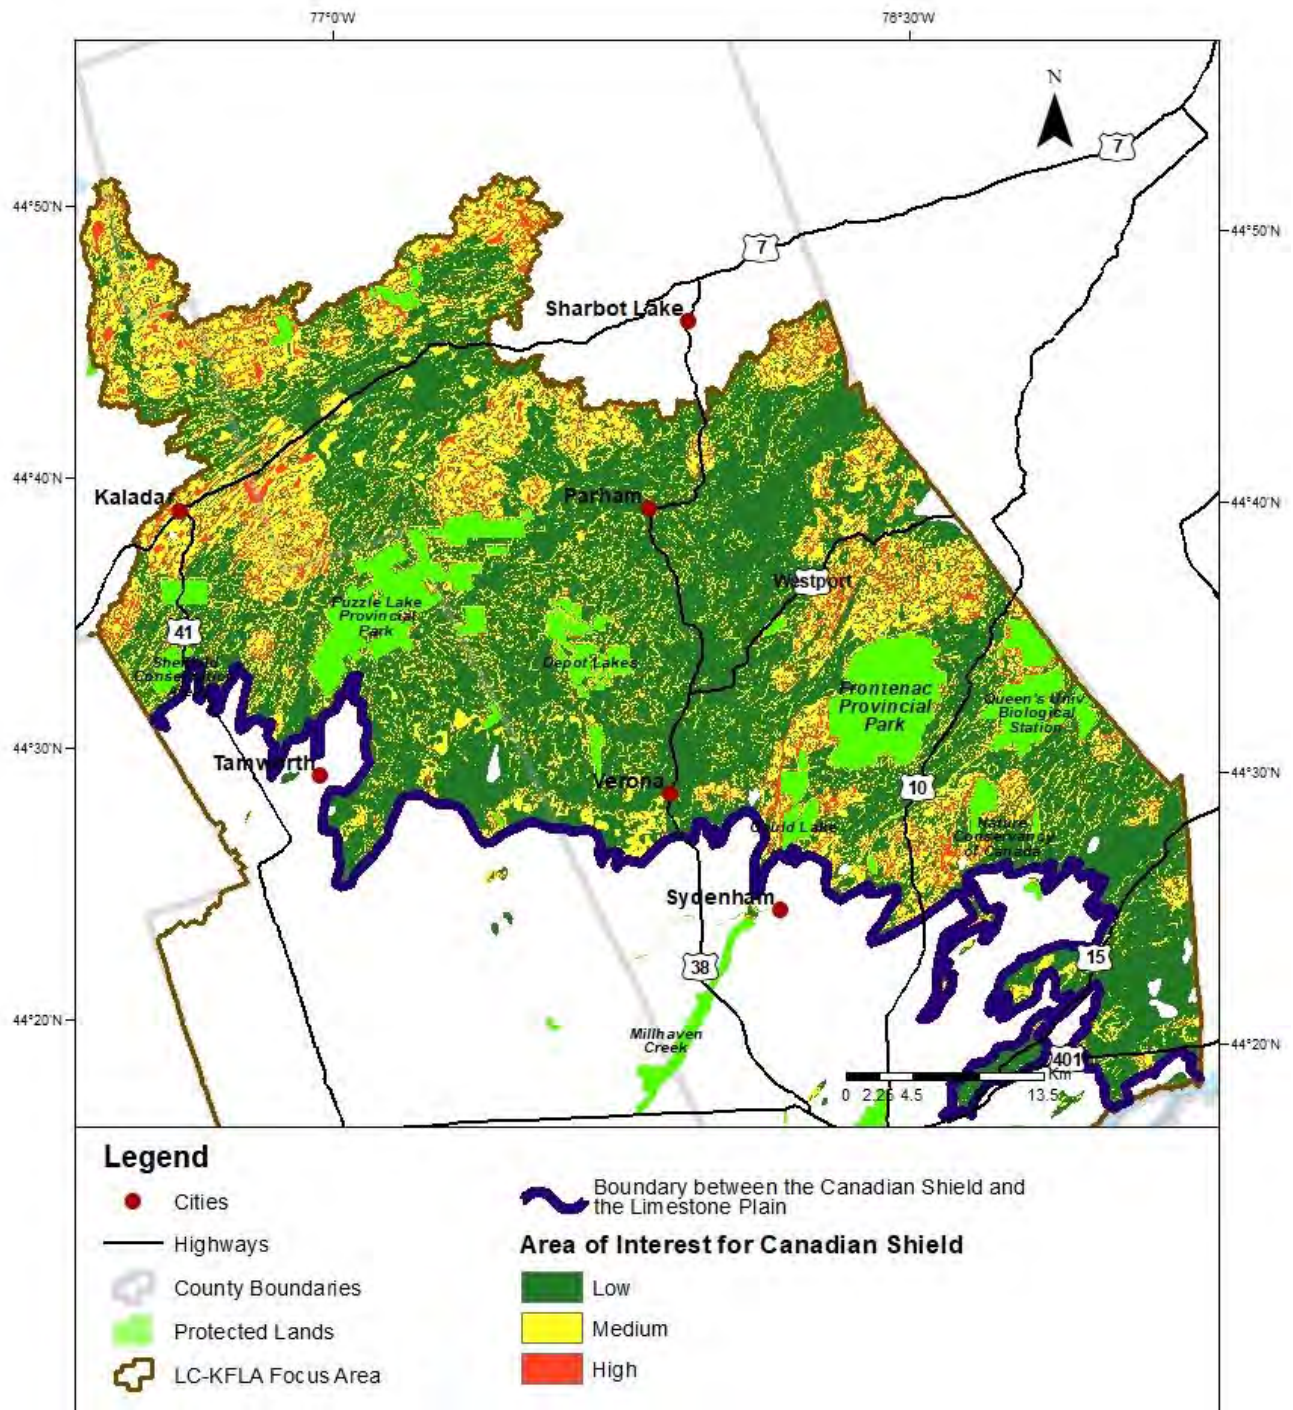 77°0'W
76°30'W
N
7
44°50'N
44°50'N
7
Sharbot Lake
44°40'N
Kaladar
Parham
44°40'N
Westport
Puzzle Lake
Provincial
Park
41
Depot Lakes
Sheffield
Conservation
Frontenac
Provincial
Park
Queen's Univ
Biological
Station
44°30'N
Tamworth
Verona
44°30'N
10
Gould Lake
Nature
Conservancy
of Canada
Sydenham
38
15
44°20'N
Millhaven
Creek
44°20'N
401
Km
0 2.25 4.5 13.5
Legend
Cities
Highways
County Boundaries
Protected Lands
LC-KFLA Focus Area
Boundary between the Canadian Shield and
the Limestone Plain
Area of Interest for Canadian Shield
Low
Medium
High